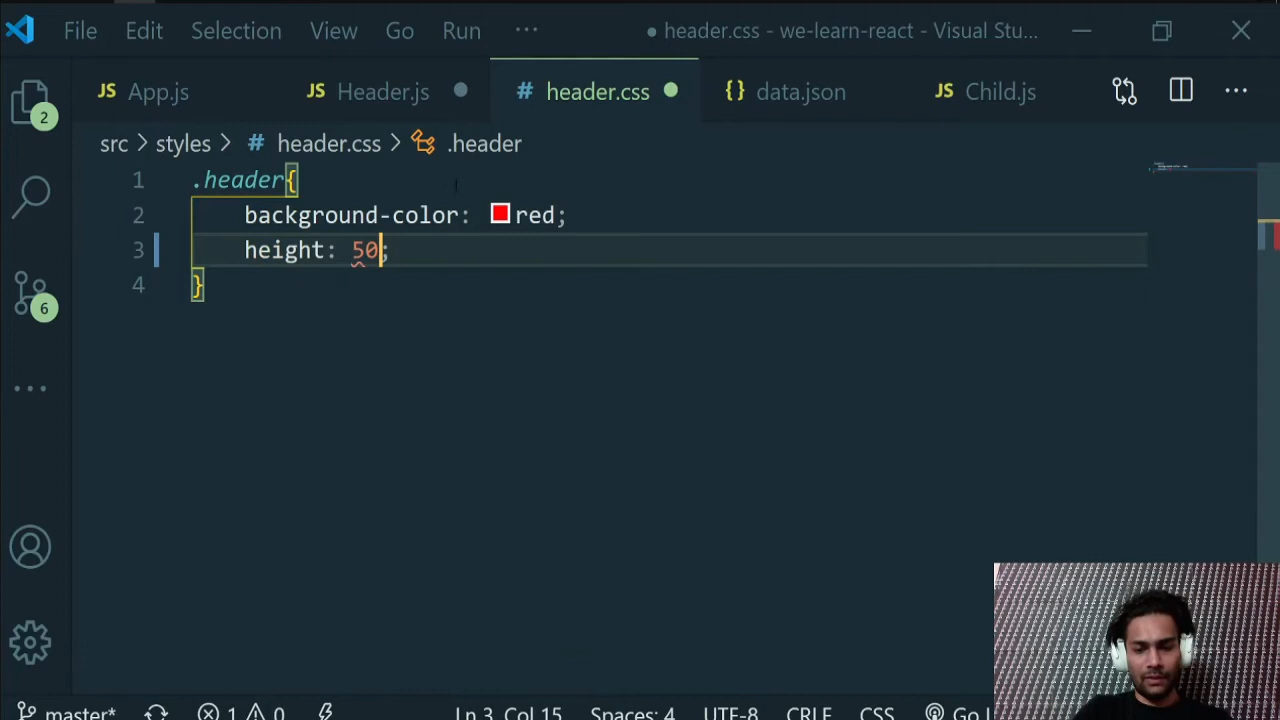 File Edit Selection View Go Run ··· ● header.css - we-learn-react - Visual Stu...
JS App.js JS Header.js ● # header.css ● {} data.json JS Child.js ···
src > styles > # header.css > .header
1 .header{
2 background-color: red;
3 height: 50;
4 }
2
6
master* 1 0 Ln 3, Col 15 Spaces: 4 UTF-8 CRLF CSS Go L